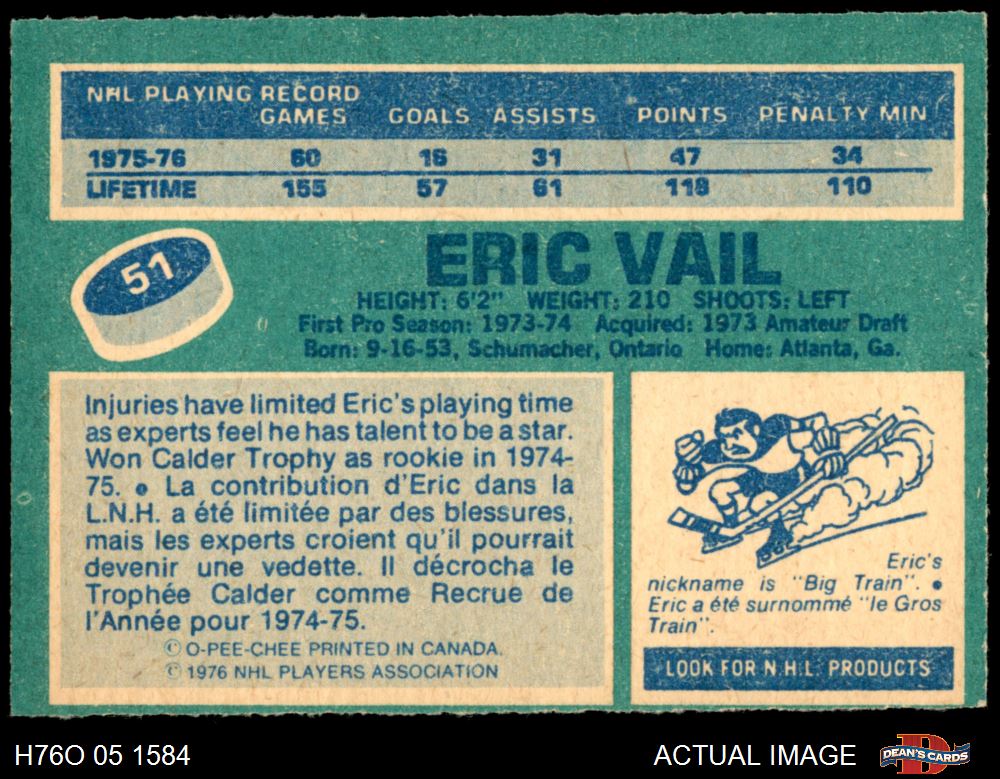 NHL PLAYING RECORD
GAMES GOALS ASSISTS POINTS PENALTY MIN
1975-76 60 16 31 47 34
LIFETIME 155 57 61 118 110
51
ERIC VAIL
HEIGHT: 6'2" WEIGHT: 210 SHOOTS: LEFT
First Pro Season: 1973-74 Acquired: 1973 Amateur Draft
Born: 9-16-53, Schumacher, Ontario Home: Atlanta, Ga.
Injuries have limited Eric's playing time
as experts feel he has talent to be a star.
Won Calder Trophy as rookie in 1974-
75. • La contribution d'Eric dans la
L.N.H. a été limitée par des blessures,
mais les experts croient qu'il pourrait
devenir une vedette. Il décrocha le
Trophée Calder comme Recrue de
l'Année pour 1974-75.
© O-PEE-CHEE PRINTED IN CANADA.
© 1976 NHL PLAYERS ASSOCIATION
Eric's
nickname is "Big Train". •
Eric a été surnommé "le Gros
Train".
LOOK FOR N.H.L. PRODUCTS
H76O 05 1584
ACTUAL IMAGE
DEAN'S CARDS